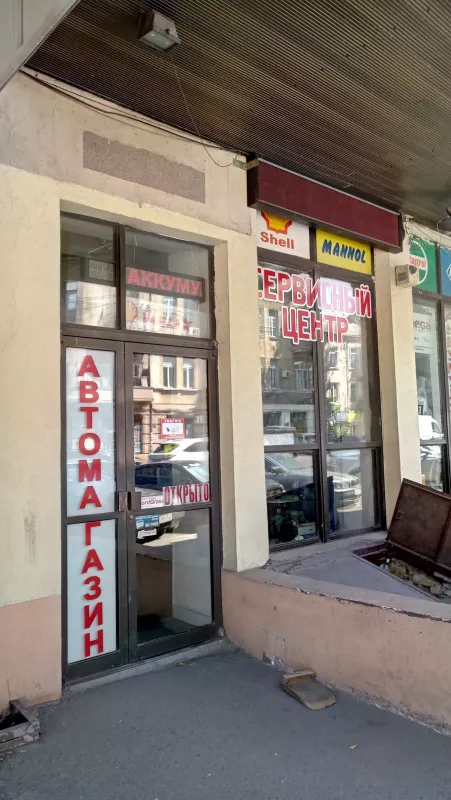 Shell
MANNOL
АККУМУ
СЕРВИСНЫЙ
ЦЕНТР
АВТОМАГАЗИН
ОТКРЫТО